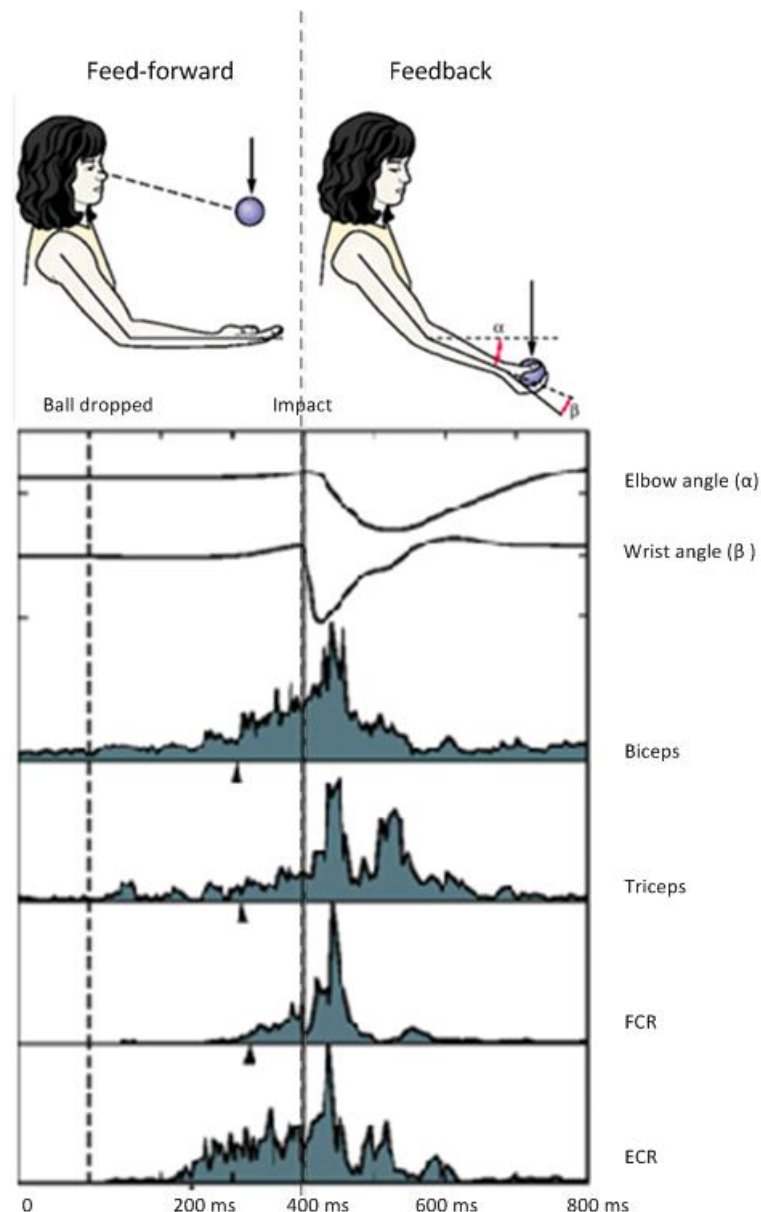 Feed-forward
Feedback
α
β
Ball dropped
Impact
Elbow angle (α)
Wrist angle (β )
Biceps
Triceps
FCR
ECR
0 200 ms 400 ms 600 ms 800 ms